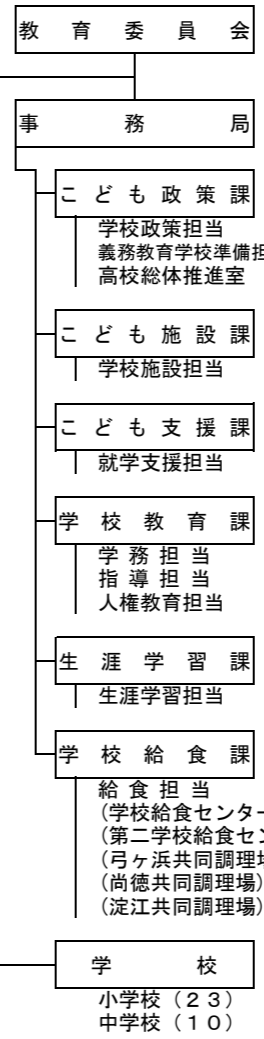 教育委員会
事務局
こども政策課
学校政策担当
義務教育学校準備担
高校総体推進室
こども施設課
学校施設担当
こども支援課
就学支援担当
学校教育課
学務担当
指導担当
人権教育担当
生涯学習課
生涯学習担当
学校給食課
給食担当
(学校給食センター
(第二学校給食セン
(弓ヶ浜共同調理場
(尚徳共同調理場)
(淀江共同調理場)
学校
小学校(23)
中学校(10)